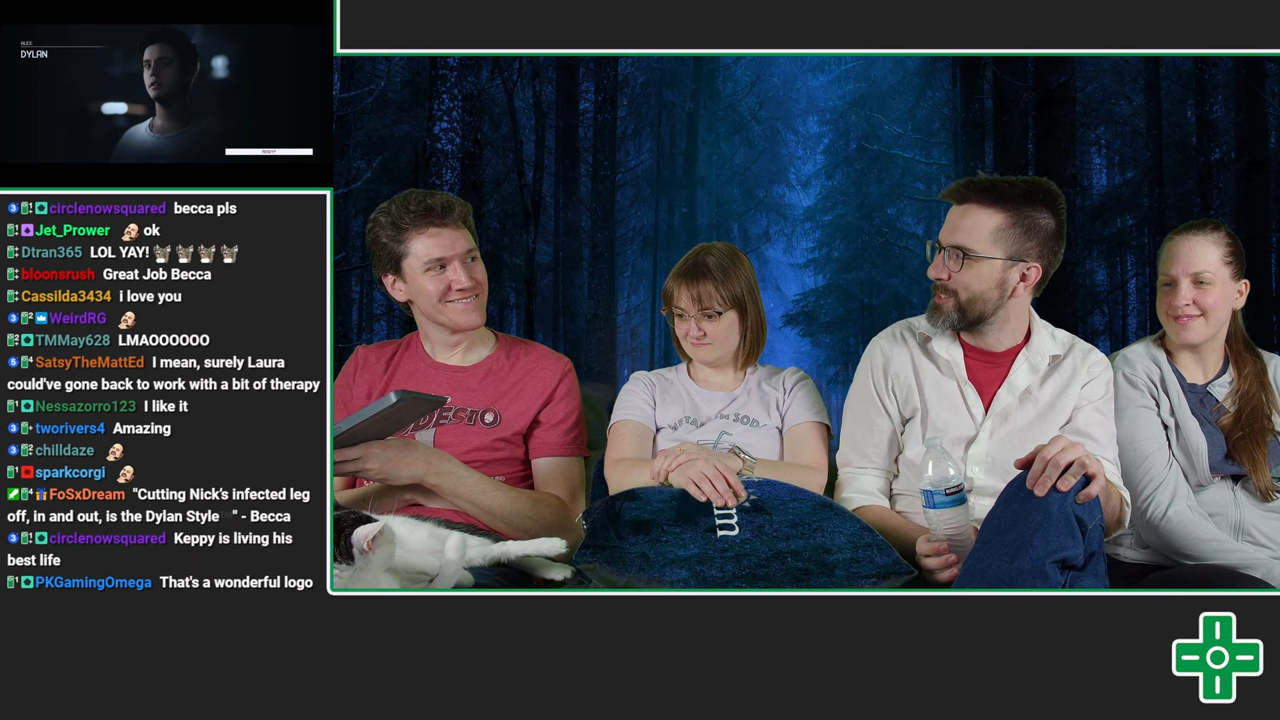 ALEX
DYLAN
READY?
circlenowsquared becca pls
Jet_Prower ok
Dtran365 LOL YAY!
bloonsrush Great Job Becca
Cassilda3434 i love you
WeirdRG
TMMay628 LMAOOOOOO
SatsyTheMattEd I mean, surely Laura
could've gone back to work with a bit of therapy
Nessazorro123 I like it
tworivers4 Amazing
chilldaze
sparkcorgi
FoSxDream "Cutting Nick's infected leg
off, in and out, is the Dylan Style " - Becca
circlenowsquared Keppy is living his
best life
PKGamingOmega That's a wonderful logo